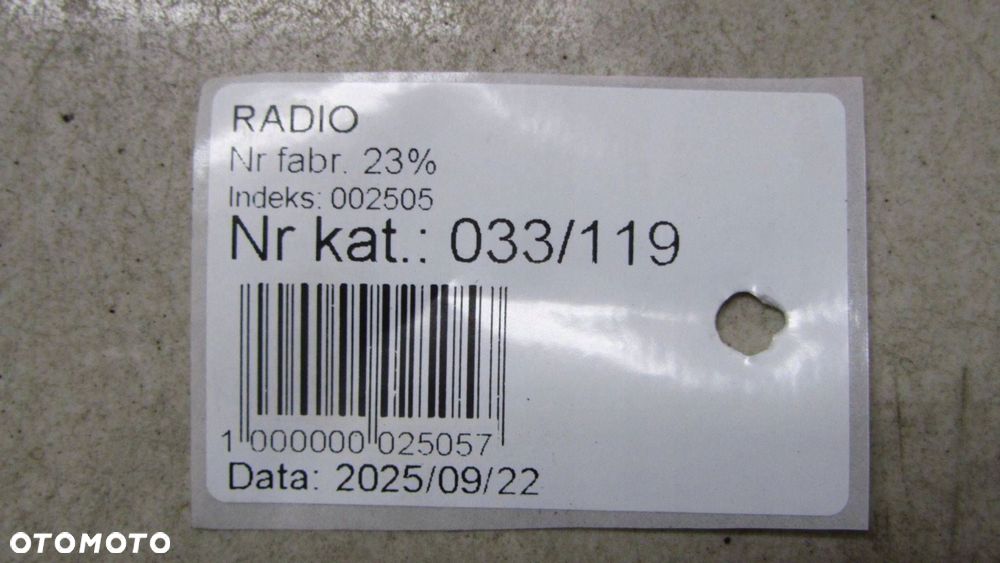 RADIO
Nr fabr. 23%
Indeks: 002505
Nr kat.: 033/119
1 000000 025057
Data: 2025/09/22
OTOMOTO